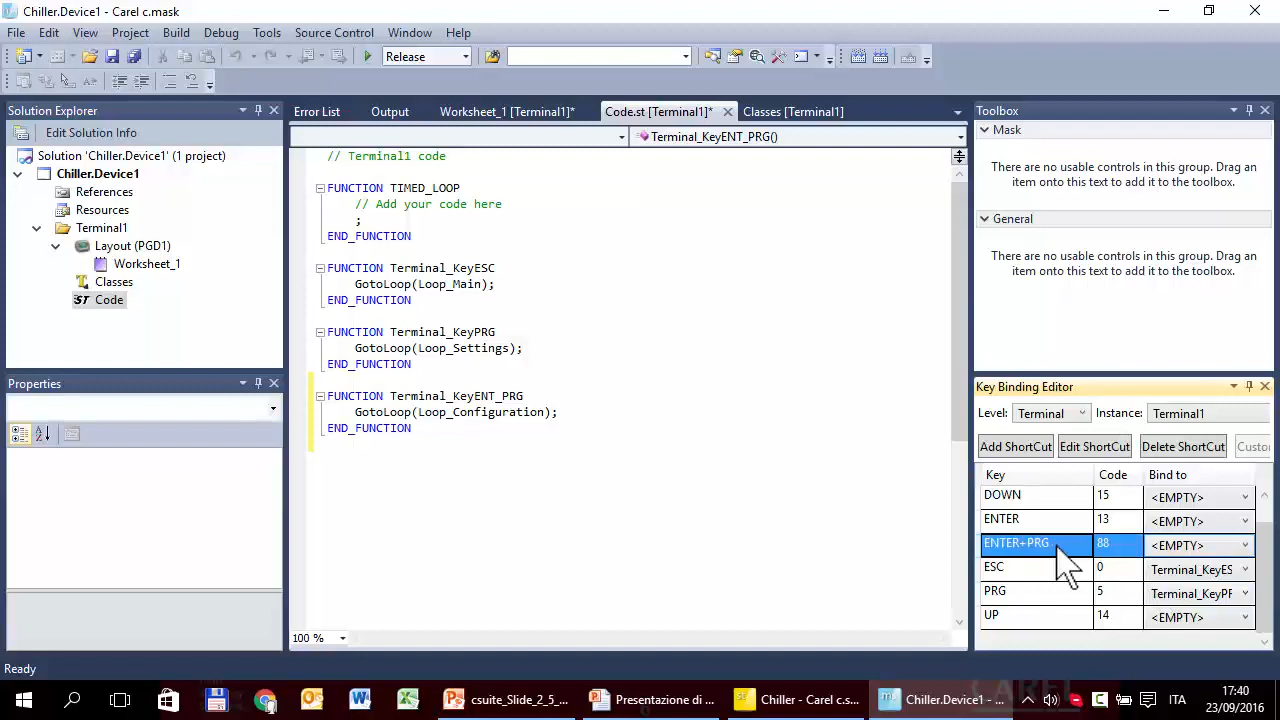 Chiller.Device1 - Carel c.mask
File Edit View Project Build Debug Tools Source Control Window Help
Release
Solution Explorer
Edit Solution Info
Solution 'Chiller.Device1' (1 project)
Chiller.Device1
References
Resources
Terminal1
Layout (PGD1)
Worksheet_1
Classes
ST Code
Properties
Error List Output Worksheet_1 [Terminal1]* Code.st [Terminal1]* Classes [Terminal1]
Terminal_KeyENT_PRG()
// Terminal1 code
FUNCTION TIMED_LOOP
// Add your code here
;
END_FUNCTION
FUNCTION Terminal_KeyESC
GotoLoop(Loop_Main);
END_FUNCTION
FUNCTION Terminal_KeyPRG
GotoLoop(Loop_Settings);
END_FUNCTION
FUNCTION Terminal_KeyENT_PRG
GotoLoop(Loop_Configuration);
END_FUNCTION
100 %
Toolbox
Mask
There are no usable controls in this group. Drag an
item onto this text to add it to the toolbox.
General
There are no usable controls in this group. Drag an
item onto this text to add it to the toolbox.
Key Binding Editor
Level: Terminal Instance: Terminal1
Add ShortCut Edit ShortCut Delete ShortCut Custo
Key Code Bind to
DOWN 15 <EMPTY>
ENTER 13 <EMPTY>
ENTER+PRG 88 <EMPTY>
ESC 0 Terminal_KeyES
PRG 5 Terminal_KeyPF
UP 14 <EMPTY>
Ready
csuite_Slide_2_5_... Presentazione di ... Chiller - Carel c.s... Chiller.Device1 - ... ITA
17:40
23/09/2016